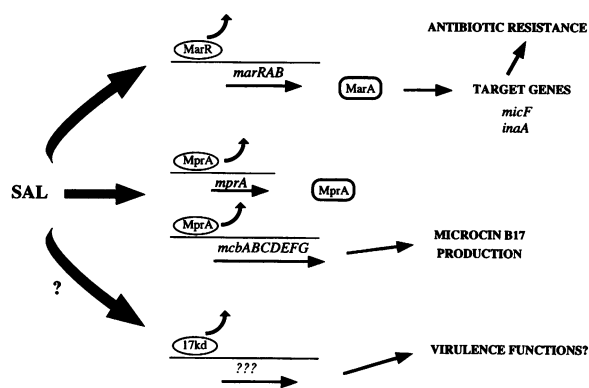 MarR
ANTIBIOTIC RESISTANCE
marRAB
MarA
TARGET GENES
micF
inaA
MprA
mprA
MprA
SAL
MprA
mcbABCDEFG
MICROCIN B17
PRODUCTION
?
17kd
???
VIRULENCE FUNCTIONS?